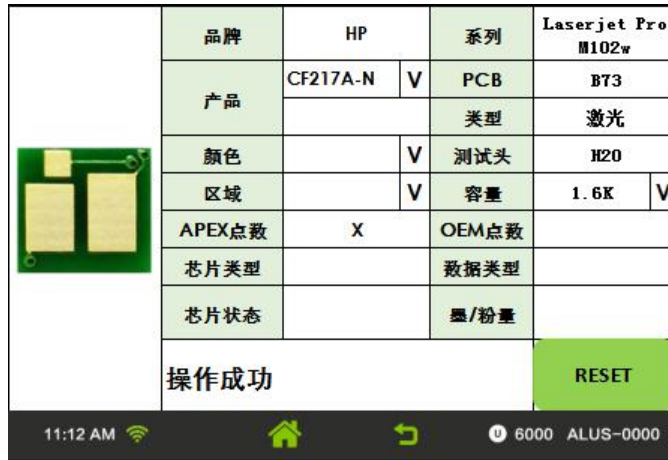 品牌 HP 系列 Laserjet Pro M102w
产品 CF217A-N V PCB B73
类型 激光
颜色 V 测试头 H20
区域 V 容量 1.6K V
APEX点数 X OEM点数
芯片类型 数据类型
芯片状态 墨/粉量
操作成功 RESET
11:12 AM U 6000 ALUS-0000